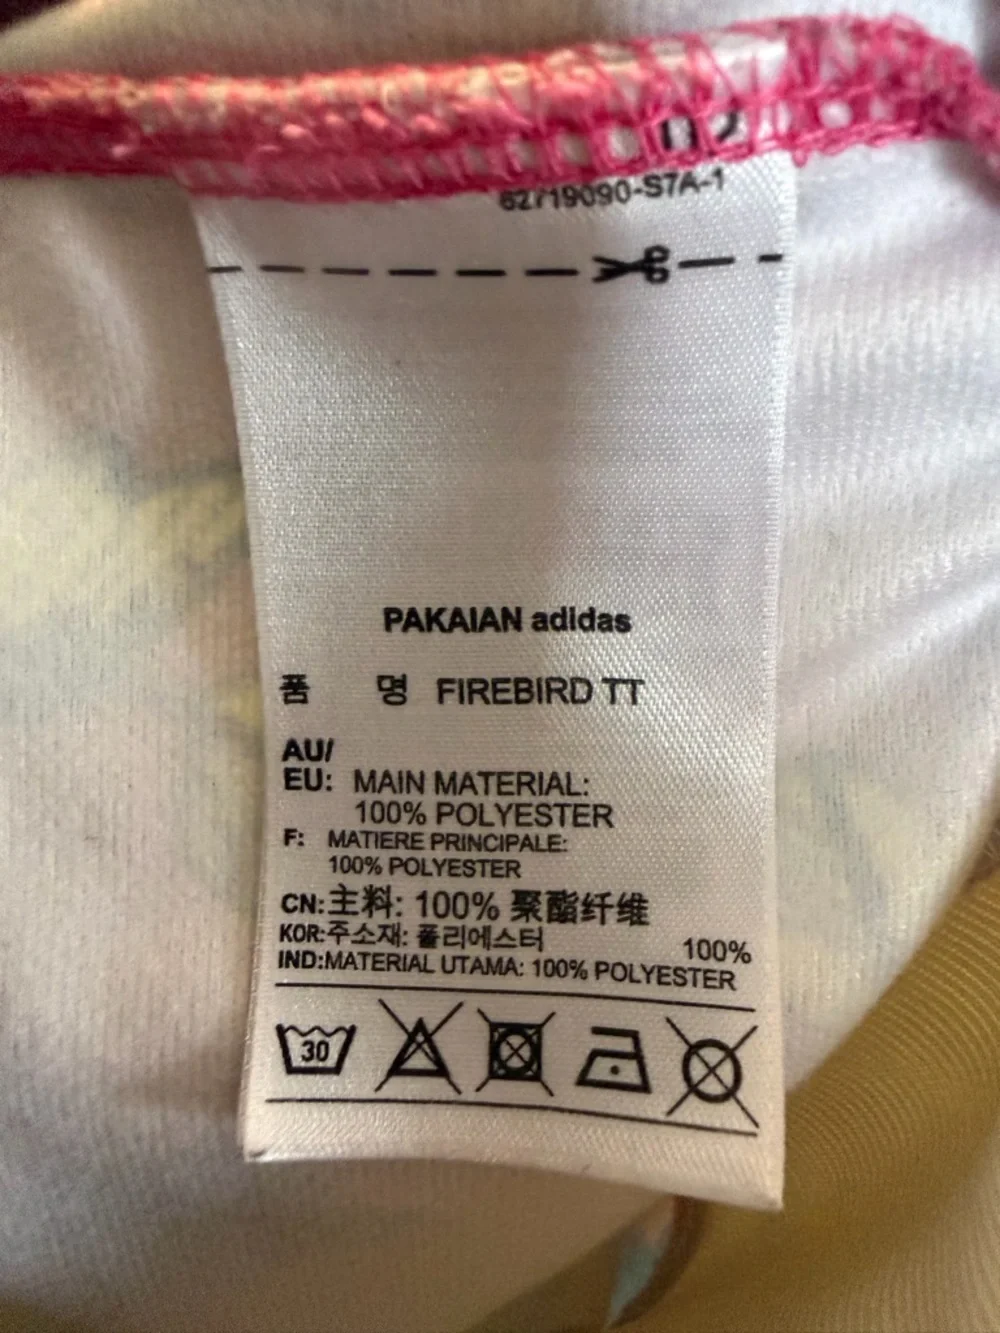 62719090-S7A-1
PAKAIAN adidas
품 명 FIREBIRD TT
AU/
EU: MAIN MATERIAL:
100% POLYESTER
F: MATIERE PRINCIPALE:
100% POLYESTER
CN:主料: 100% 聚酯纤维
KOR:주소재: 폴리에스터 100%
IND:MATERIAL UTAMA: 100% POLYESTER
30